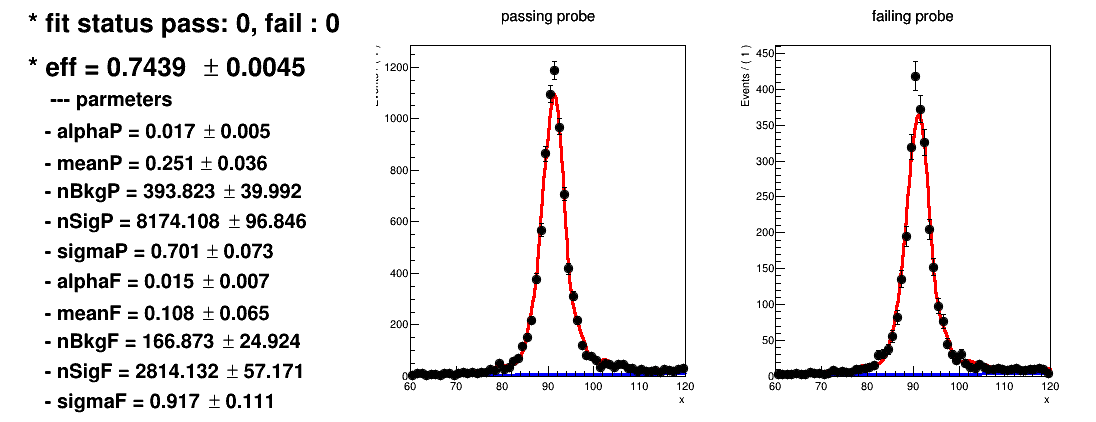 * fit status pass: 0, fail : 0
* eff = 0.7439 ± 0.0045
--- parmeters
- alphaP = 0.017 ± 0.005
- meanP = 0.251 ± 0.036
- nBkgP = 393.823 ± 39.992
- nSigP = 8174.108 ± 96.846
- sigmaP = 0.701 ± 0.073
- alphaF = 0.015 ± 0.007
- meanF = 0.108 ± 0.065
- nBkgF = 166.873 ± 24.924
- nSigF = 2814.132 ± 57.171
- sigmaF = 0.917 ± 0.111
passing probe
1200
1000
800
600
400
200
0
60 70 80 90 100 110 120
x
failing probe
Events / ( 1 )
450
400
350
300
250
200
150
100
50
0
60 70 80 90 100 110 120
x